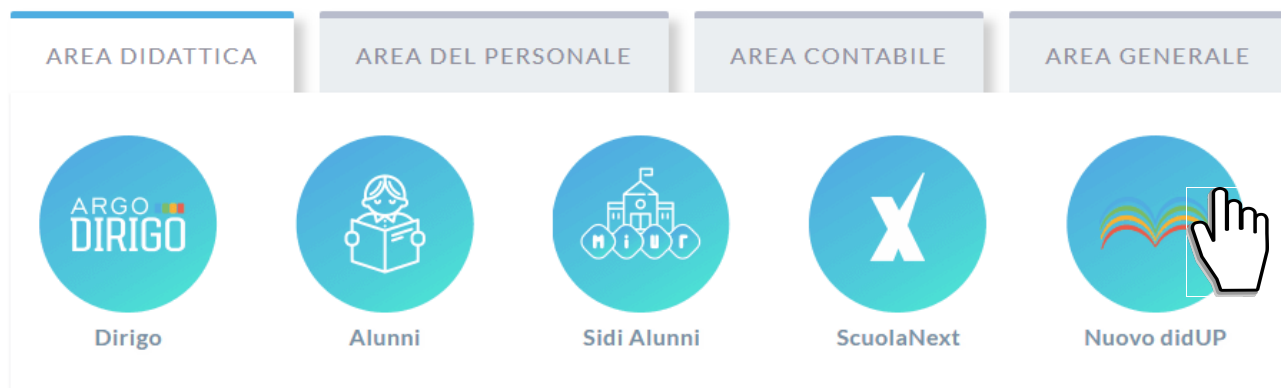 AREA DIDATTICA
AREA DEL PERSONALE
AREA CONTABILE
AREA GENERALE
ARGO
DIRIGO
MiUr
X
Dirigo
Alunni
Sidi Alunni
ScuolaNext
Nuovo didUP